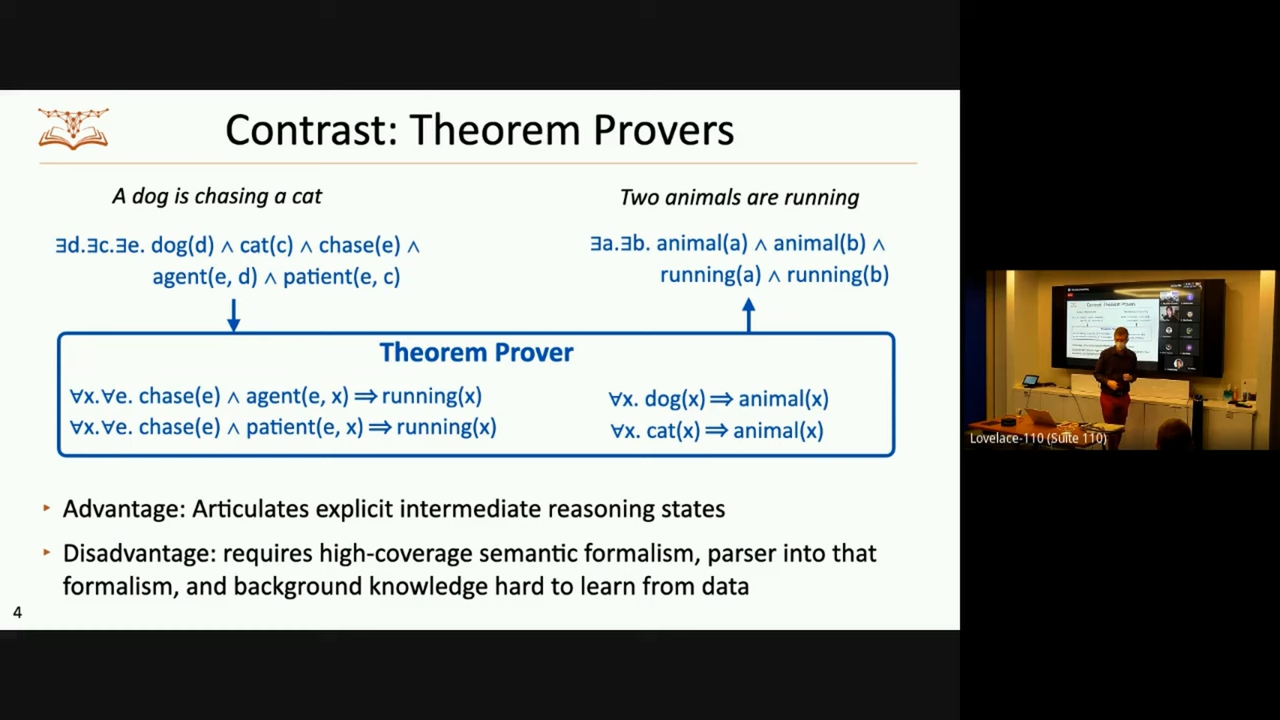 Contrast: Theorem Provers
A dog is chasing a cat
∃d.∃c.∃e. dog(d) ∧ cat(c) ∧ chase(e) ∧
agent(e, d) ∧ patient(e, c)
Two animals are running
∃a.∃b. animal(a) ∧ animal(b) ∧
running(a) ∧ running(b)
Theorem Prover
∀x.∀e. chase(e) ∧ agent(e, x) ⟹ running(x)
∀x.∀e. chase(e) ∧ patient(e, x) ⟹ running(x)
∀x. dog(x) ⟹ animal(x)
∀x. cat(x) ⟹ animal(x)
‣ Advantage: Articulates explicit intermediate reasoning states
‣ Disadvantage: requires high-coverage semantic formalism, parser into that
formalism, and background knowledge hard to learn from data
4
Contrast: Theorem Provers
Lovelace-110 (Suite 110)